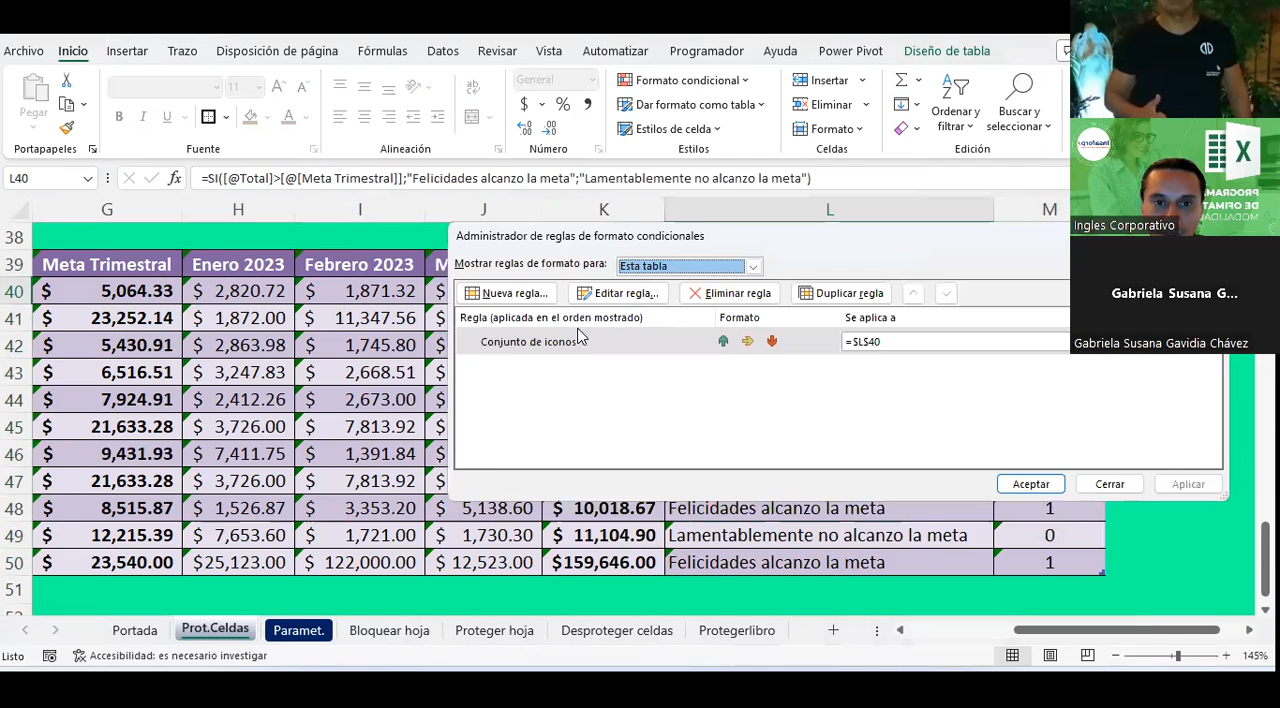 Archivo Inicio Insertar Trazo Disposición de página Fórmulas Datos Revisar Vista Automatizar Programador Ayuda Power Pivot Diseño de tabla
Pegar
Portapapeles
11
N K S
Fuente
ab
Alineación
General
$ % ,
Número
Formato condicional
Dar formato como tabla
Estilos de celda
Estilos
Insertar
Eliminar
Formato
Celdas
Ordenar y filtrar
Buscar y seleccionar
Edición
L40
fx =SI([@Total]>[@[Meta Trimestral]];"Felicidades alcanzo la meta";"Lamentablemente no alcanzo la meta")
G H I J K L M
38
39 Meta Trimestral Enero 2023 Febrero 2023 M
40 $ 5,064.33 $ 2,820.72 $ 1,871.32 $
41 $ 23,252.14 $ 1,872.00 $ 11,347.56 $
42 $ 5,430.91 $ 2,863.98 $ 1,745.80 $
43 $ 6,516.51 $ 3,247.83 $ 2,668.51 $
44 $ 7,924.91 $ 2,412.26 $ 2,673.00 $
45 $ 21,633.28 $ 3,726.00 $ 7,813.92 $
46 $ 9,431.93 $ 7,411.75 $ 1,391.84 $
47 $ 21,633.28 $ 3,726.00 $ 7,813.92 $
48 $ 8,515.87 $ 1,526.87 $ 3,353.20 $ 5,138.60 $ 10,018.67 Felicidades alcanzo la meta 1
49 $ 12,215.39 $ 7,653.60 $ 1,721.00 $ 1,730.30 $ 11,104.90 Lamentablemente no alcanzo la meta 0
50 $ 23,540.00 $25,123.00 $ 122,000.00 $ 12,523.00 $159,646.00 Felicidades alcanzo la meta 1
51
Administrador de reglas de formato condicionales
Mostrar reglas de formato para: Esta tabla
Nueva regla... Editar regla... Eliminar regla Duplicar regla
Regla (aplicada en el orden mostrado) Formato Se aplica a
Conjunto de iconos =$L$40
Aceptar Cerrar Aplicar
PROGRAMA
DE OFIMAT
MODALIDAD
Ingles Corporativo
Gabriela Susana G...
Gabriela Susana Gavidia Chávez
Portada Prot.Celdas Paramet. Bloquear hoja Proteger hoja Desproteger celdas Protegerlibro
Listo Accesibilidad: es necesario investigar 145%